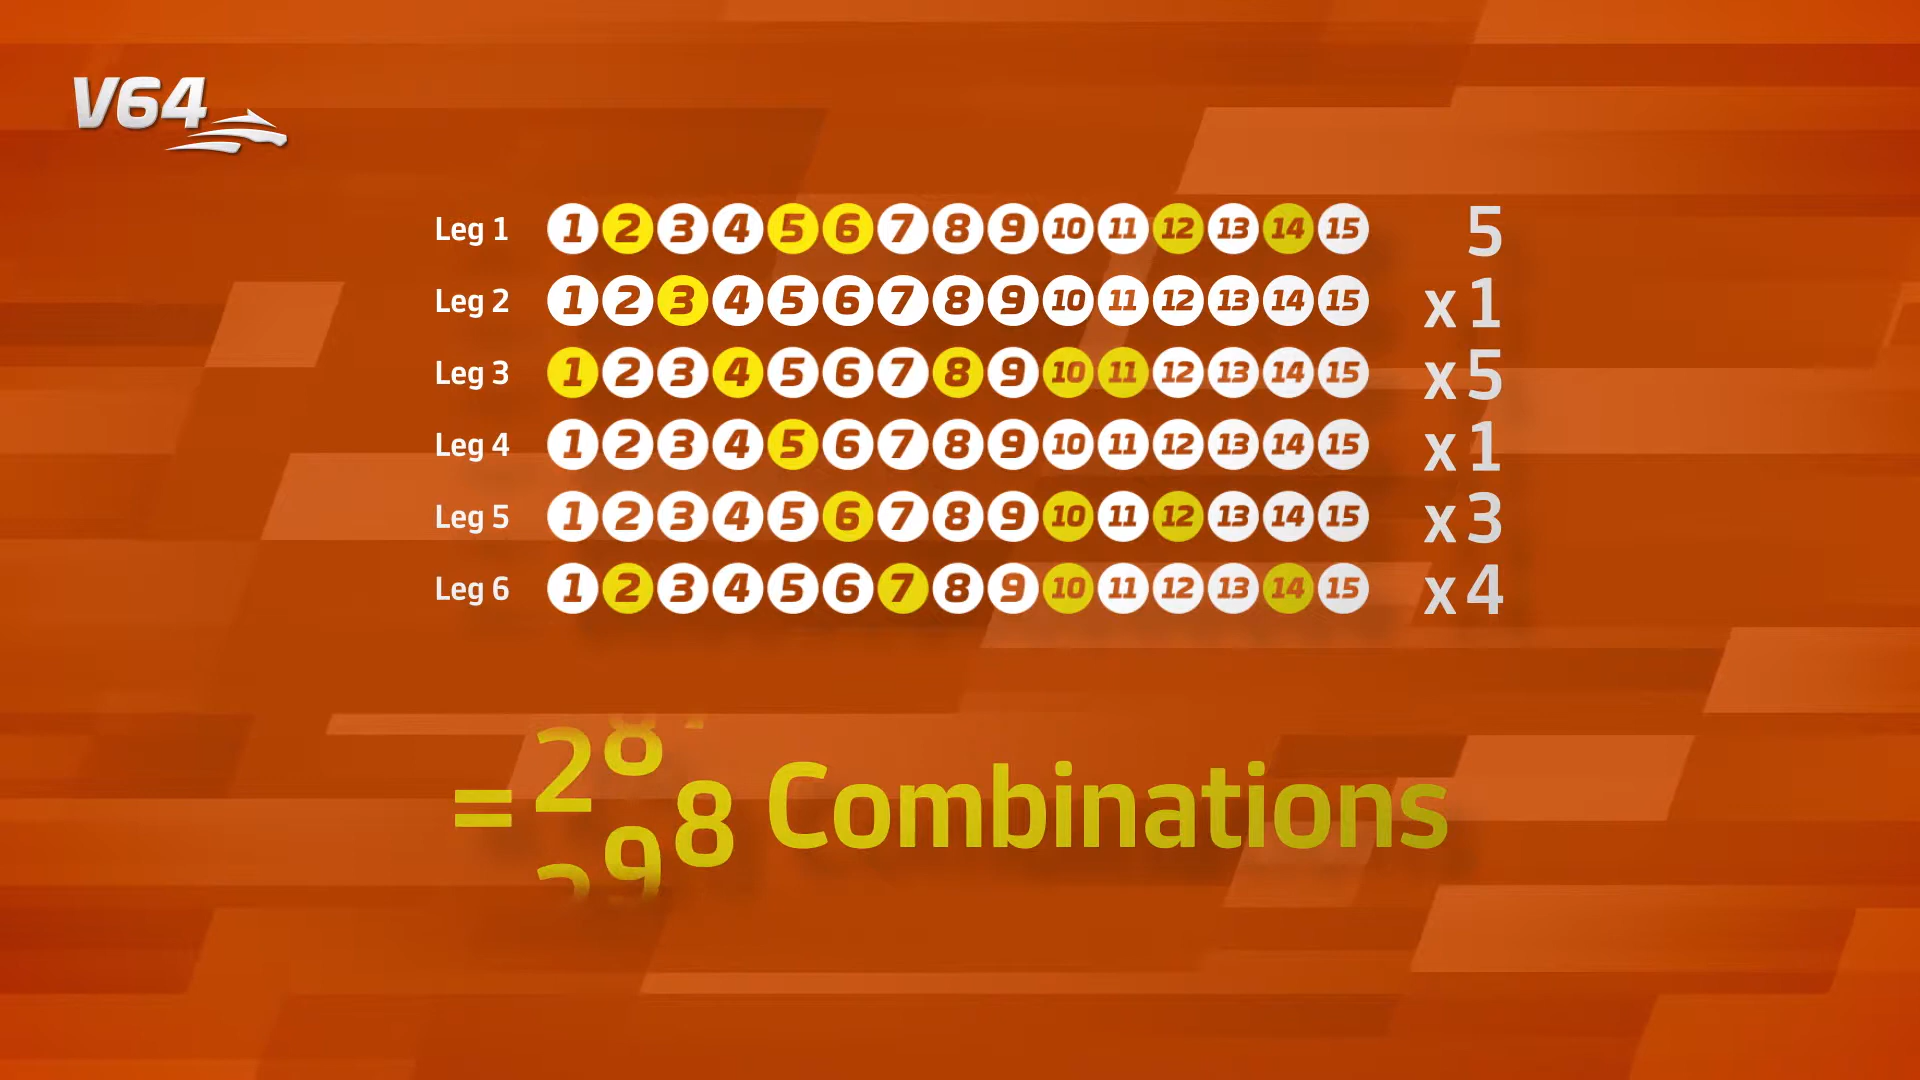 V64
Leg 1 1 2 3 4 5 6 7 8 9 10 11 12 13 14 15 5
Leg 2 1 2 3 4 5 6 7 8 9 10 11 12 13 14 15 x 1
Leg 3 1 2 3 4 5 6 7 8 9 10 11 12 13 14 15 x 5
Leg 4 1 2 3 4 5 6 7 8 9 10 11 12 13 14 15 x 1
Leg 5 1 2 3 4 5 6 7 8 9 10 11 12 13 14 15 x 3
Leg 6 1 2 3 4 5 6 7 8 9 10 11 12 13 14 15 x 4
= 2 8 9 8 Combinations